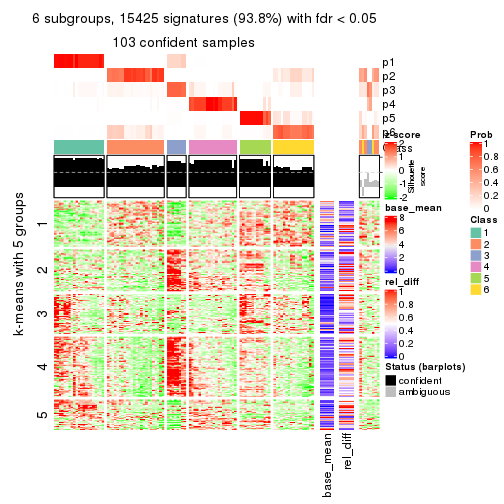 6 subgroups, 15425 signatures (93.8%) with fdr < 0.05
103 confident samples
p1
p2
p3
p4
p5
p6
Class
z-score
2
1
0
-1
-2
Silhouette
score
Prob
1
0.8
0.6
0.4
0.2
0
base_mean
8
6
4
2
0
Class
1
2
3
4
5
6
rel_diff
1
0.8
0.6
0.4
0.2
0
Status (barplots)
confident
ambiguous
k-means with 5 groups
1
2
3
4
5
base_mean
rel_diff